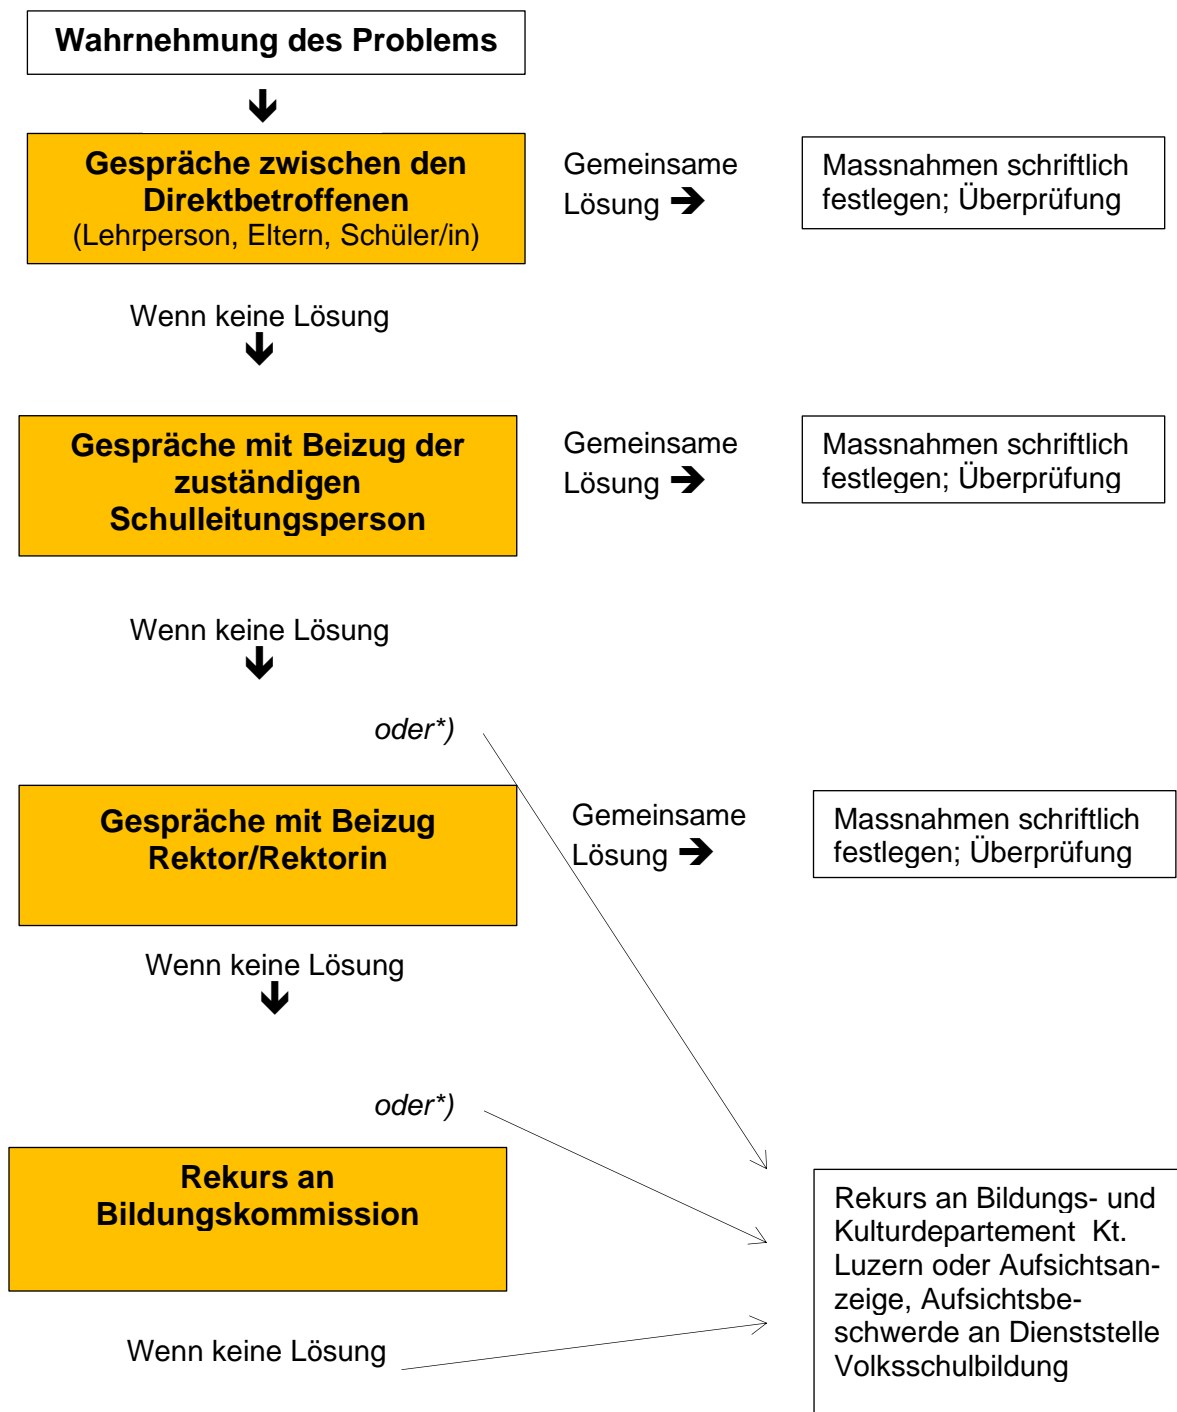 Wahrnehmung des Problems
🡫
Gespräche zwischen den
Direktbetroffenen
(Lehrperson, Eltern, Schüler/in)
Gemeinsame
Lösung 🡪
Massnahmen schriftlich
festlegen; Überprüfung
Wenn keine Lösung
🡫
Gespräche mit Beizug der
zuständigen
Schulleitungsperson
Gemeinsame
Lösung 🡪
Massnahmen schriftlich
festlegen; Überprüfung
Wenn keine Lösung
🡫
oder*)
Gespräche mit Beizug
Rektor/Rektorin
Gemeinsame
Lösung 🡪
Massnahmen schriftlich
festlegen; Überprüfung
Wenn keine Lösung
🡫
oder*)
Rekurs an
Bildungskommission
Wenn keine Lösung
Rekurs an Bildungs- und
Kulturdepartement Kt.
Luzern oder Aufsichtsan-
zeige, Aufsichtsbe-
schwerde an Dienststelle
Volksschulbildung